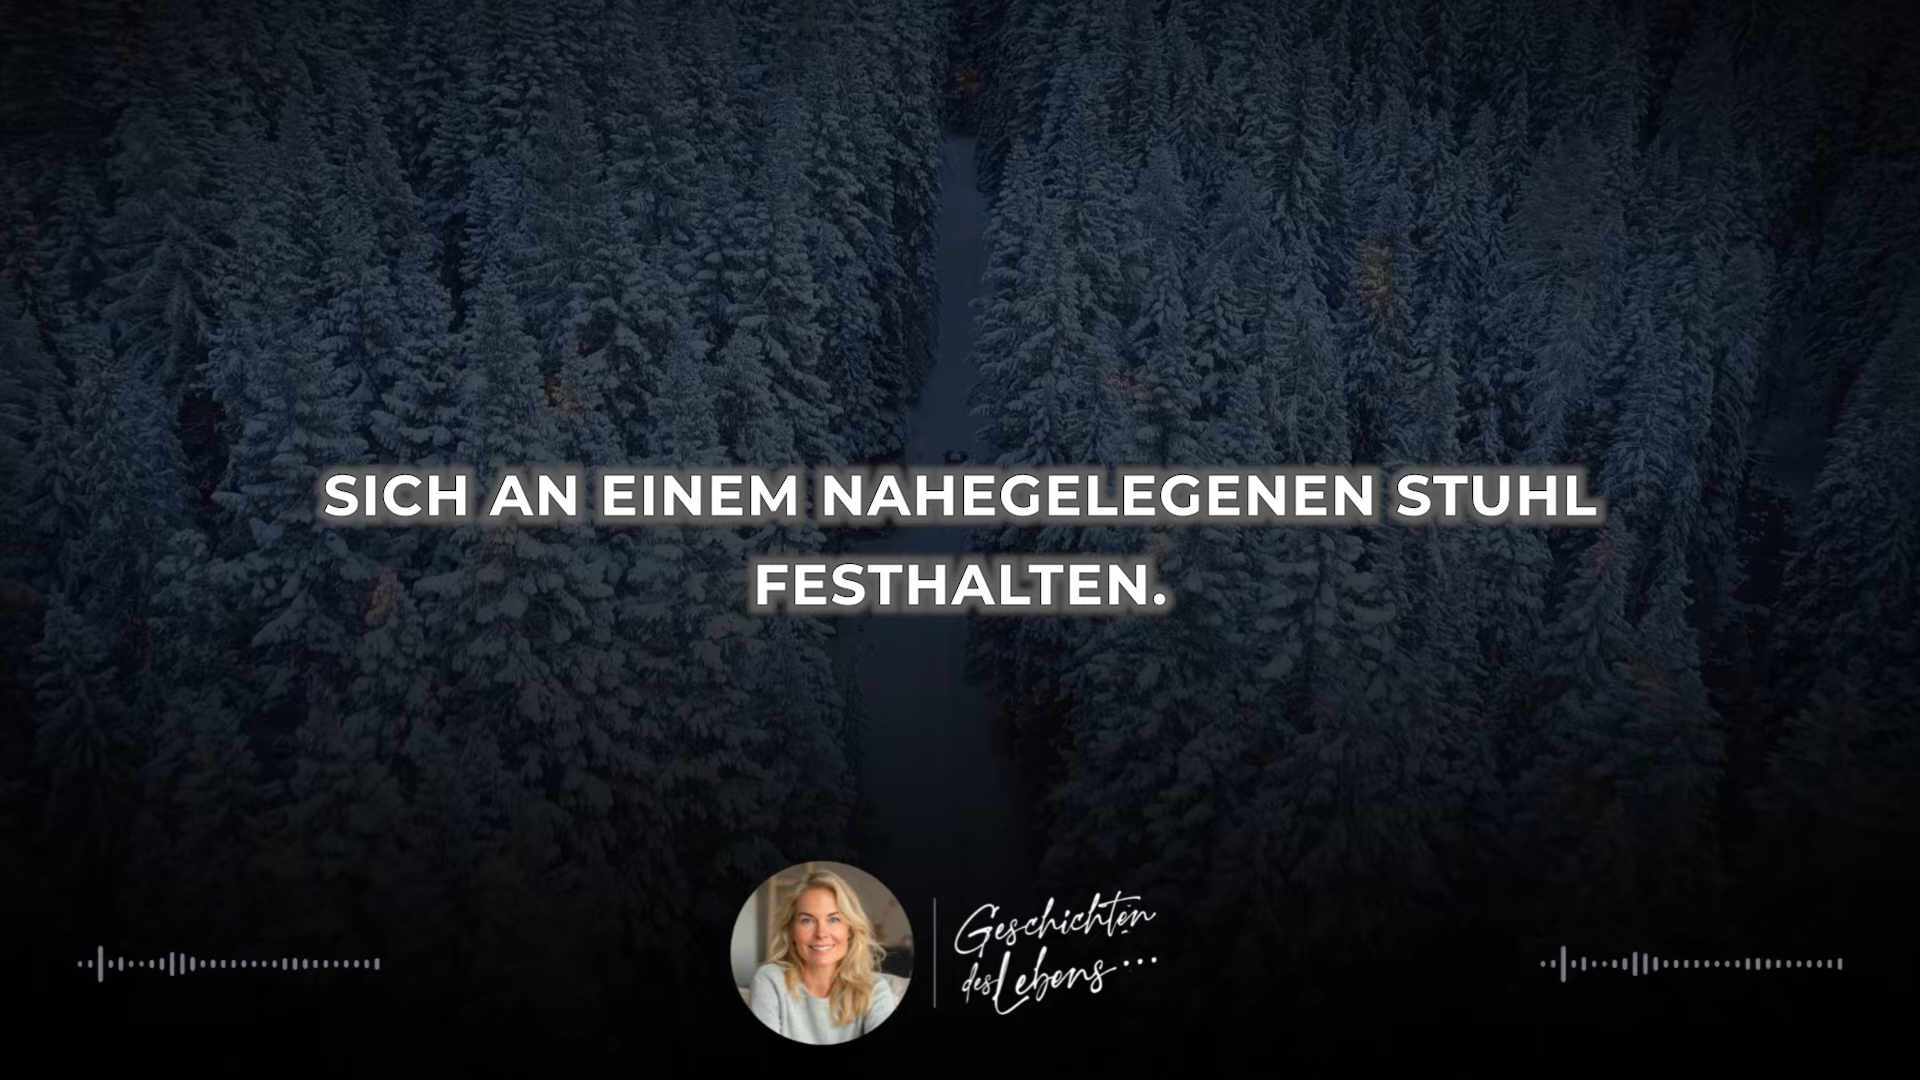 SICH AN EINEM NAHEGELEGENEN STUHL
FESTHALTEN.
Geschichten
des Lebens...